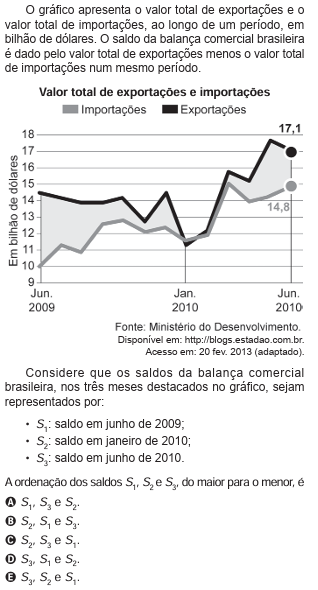 O gráfico apresenta o valor total de exportações e o
valor total de importações, ao longo de um período, em
bilhão de dólares. O saldo da balança comercial brasileira
é dado pelo valor total de exportações menos o valor total
de importações num mesmo período.
Valor total de exportações e importações
Importações Exportações
Em bilhão de dólares
18
17
16
15
14
13
12
11
10
9
17,1
14,8
Jun.
2009
Jan.
2010
Jun.
2010
Fonte: Ministério do Desenvolvimento.
Disponível em: http://blogs.estadao.com.br.
Acesso em: 20 fev. 2013 (adaptado).
Considere que os saldos da balança comercial
brasileira, nos três meses destacados no gráfico, sejam
representados por:
• S₁: saldo em junho de 2009;
• S₂: saldo em janeiro de 2010;
• S₃: saldo em junho de 2010.
A ordenação dos saldos S₁, S₂ e S₃, do maior para o menor, é
A S₁, S₃ e S₂.
B S₂, S₁ e S₃.
C S₂, S₃ e S₁.
D S₃, S₁ e S₂.
E S₃, S₂ e S₁.